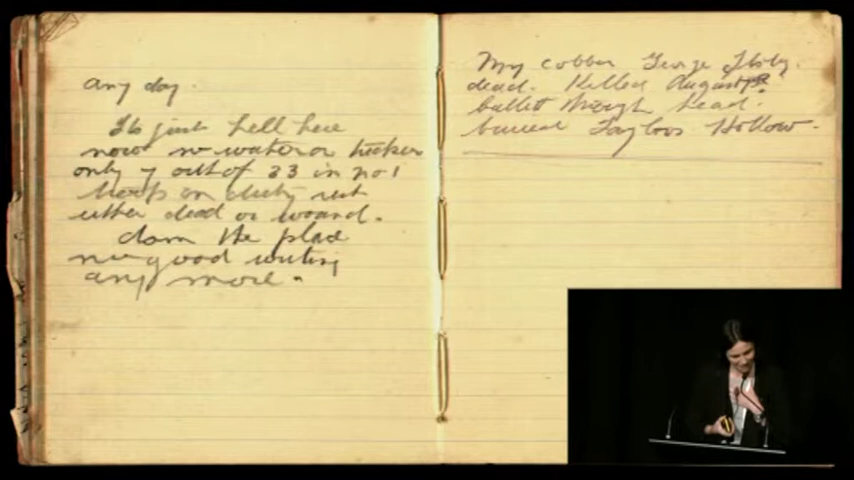 any day.
Its just hell here
now no water or tucker
only 7 out of 33 in no 1
troop on duty rest
either dead or wound.
dam the place
no good writing
any more.
My cobber George
dead. Killed August
bullet through head.
buried Taylors Hollow.